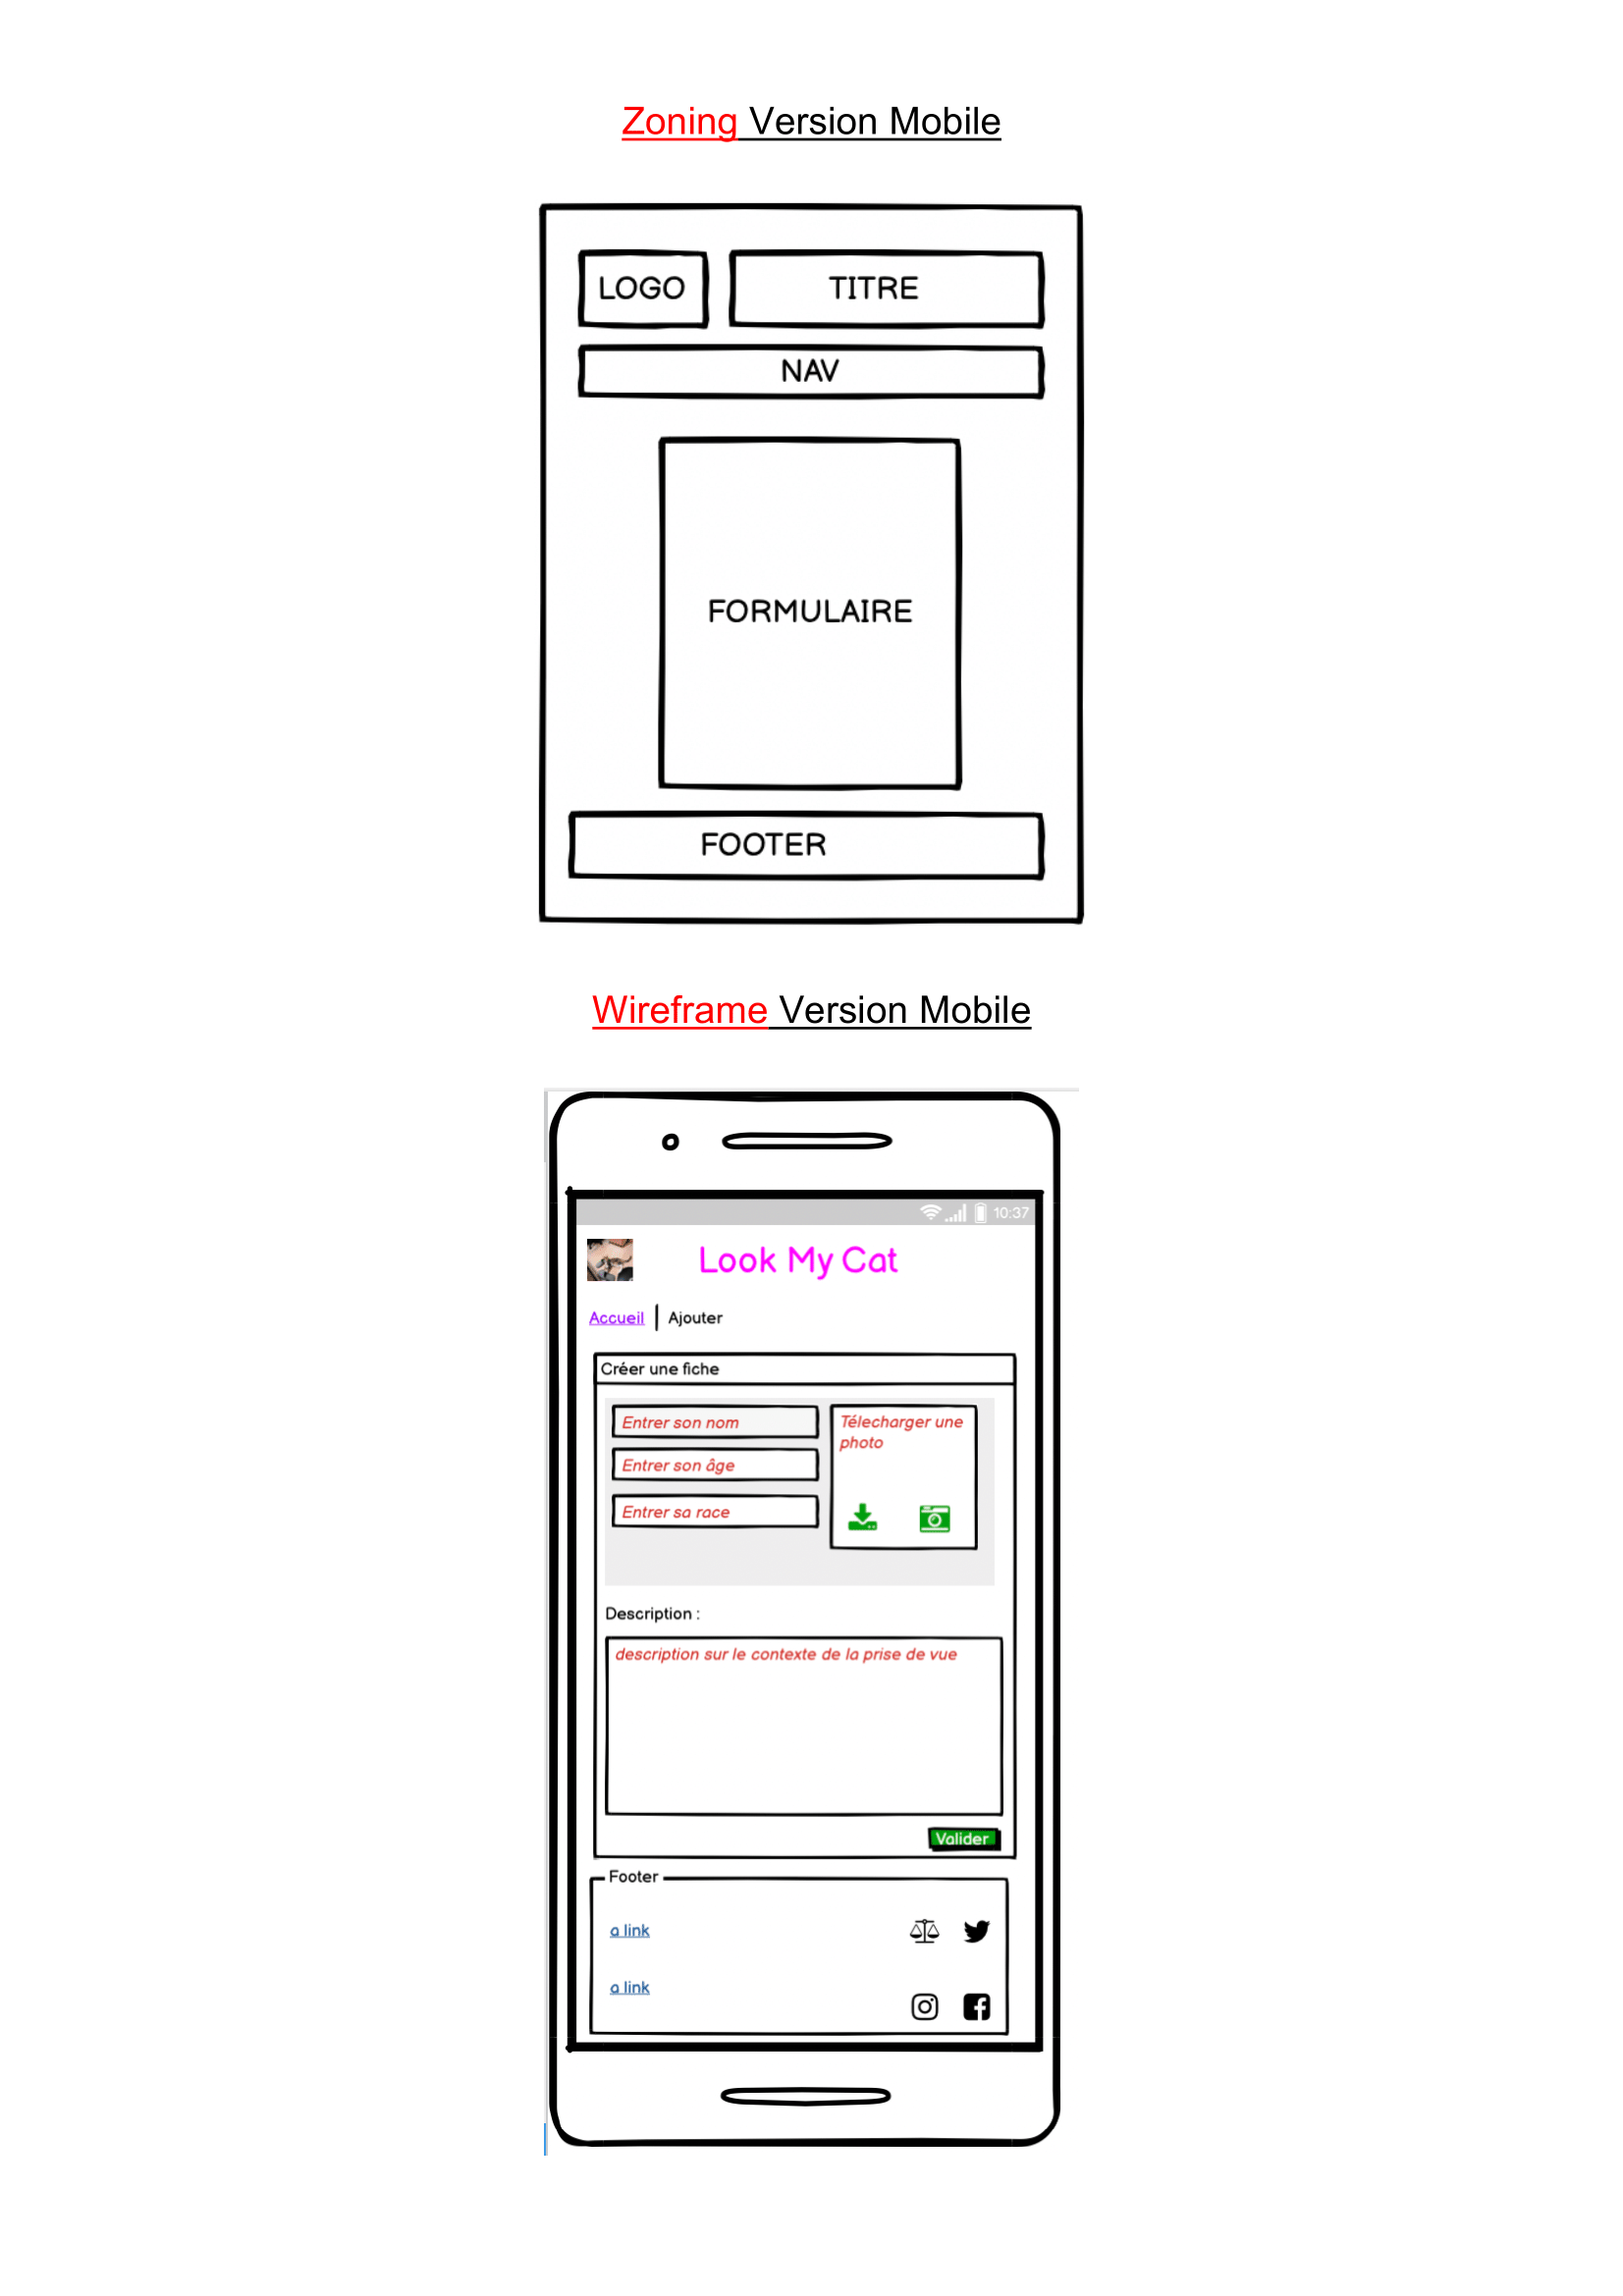 Zoning Version Mobile
LOGO
TITRE
NAV
FORMULAIRE
FOOTER
Wireframe Version Mobile
10:37
Look My Cat
Accueil | Ajouter
Créer une fiche
Entrer son nom
Entrer son âge
Entrer sa race
Télecharger une
photo
Description :
description sur le contexte de la prise de vue
Valider
Footer
a link
a link